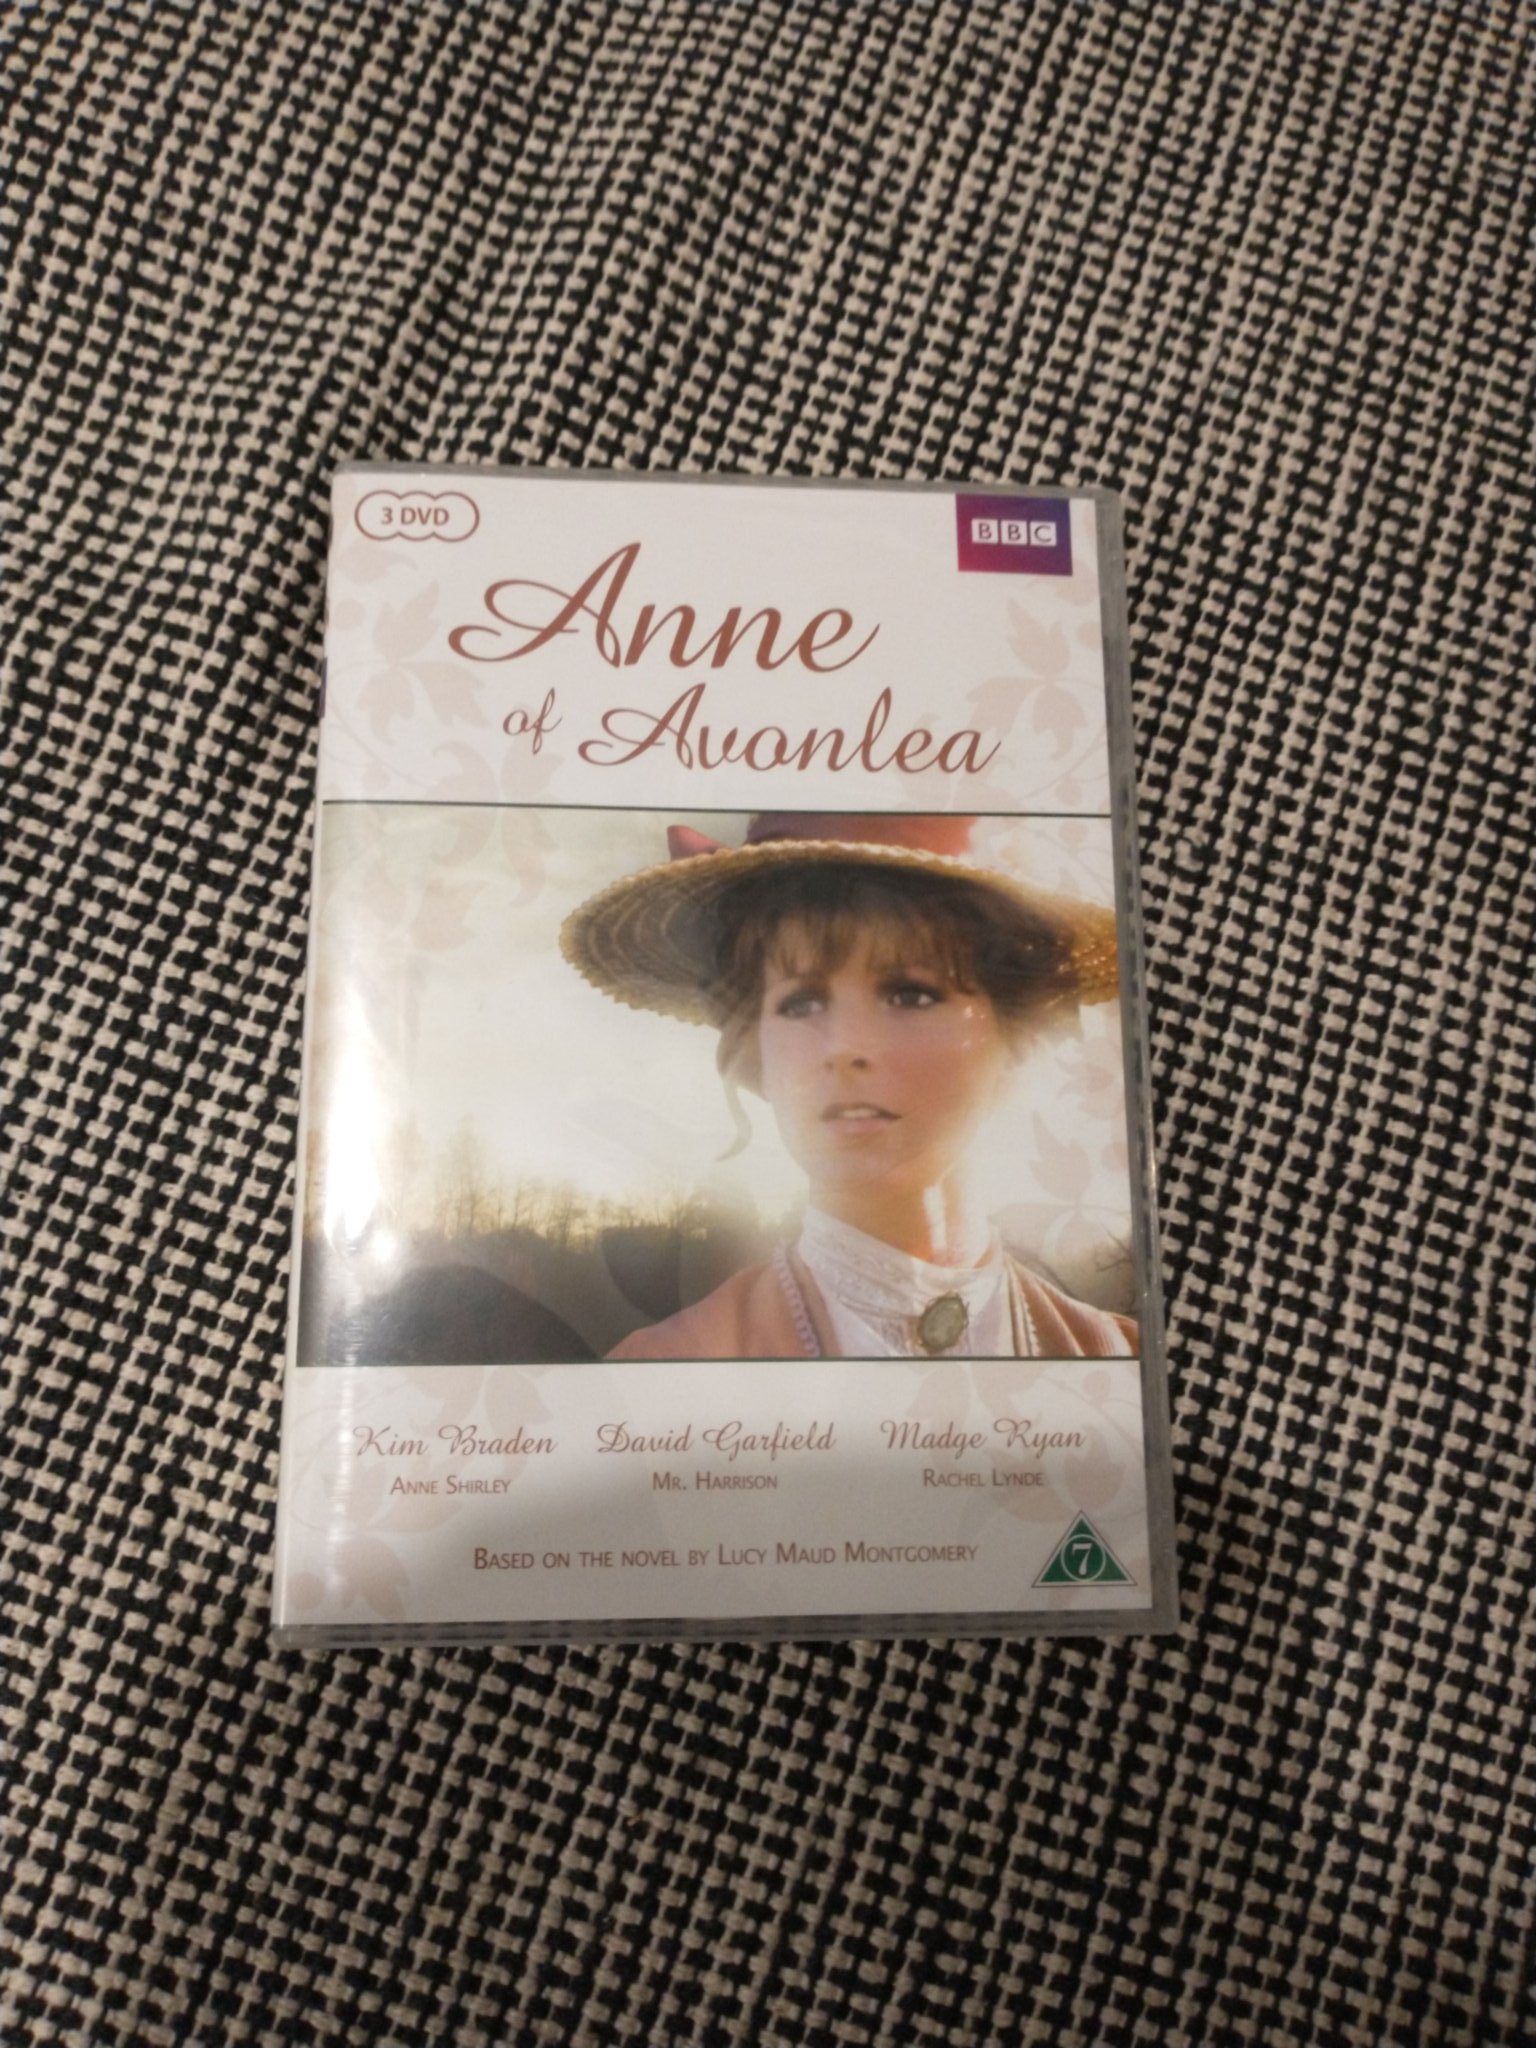 3 DVD
BBC
Anne
of Avonlea
Kim Braden David Garfield Madge Ryan
ANNE SHIRLEY MR. HARRISON RACHEL LYNDE
BASED ON THE NOVEL BY LUCY MAUD MONTGOMERY
7